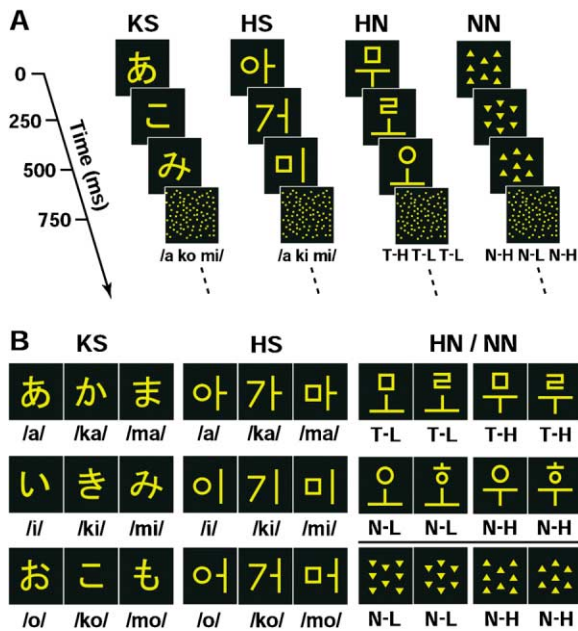 A
KS HS HN NN
0 あ 아 무
250 こ 거 로
500 み 미 오
750
Time (ms)
/a ko mi/ /a ki mi/ T-H T-L T-L N-H N-L N-H
B
KS HS HN / NN
あ か ま 아 가 마 모 로 무 루
/a/ /ka/ /ma/ /a/ /ka/ /ma/ T-L T-L T-H T-H
い き み 이 기 미 오 호 우 후
/i/ /ki/ /mi/ /i/ /ki/ /mi/ N-L N-L N-H N-H
お こ も 어 거 머
/o/ /ko/ /mo/ /o/ /ko/ /mo/ N-L N-L N-H N-H